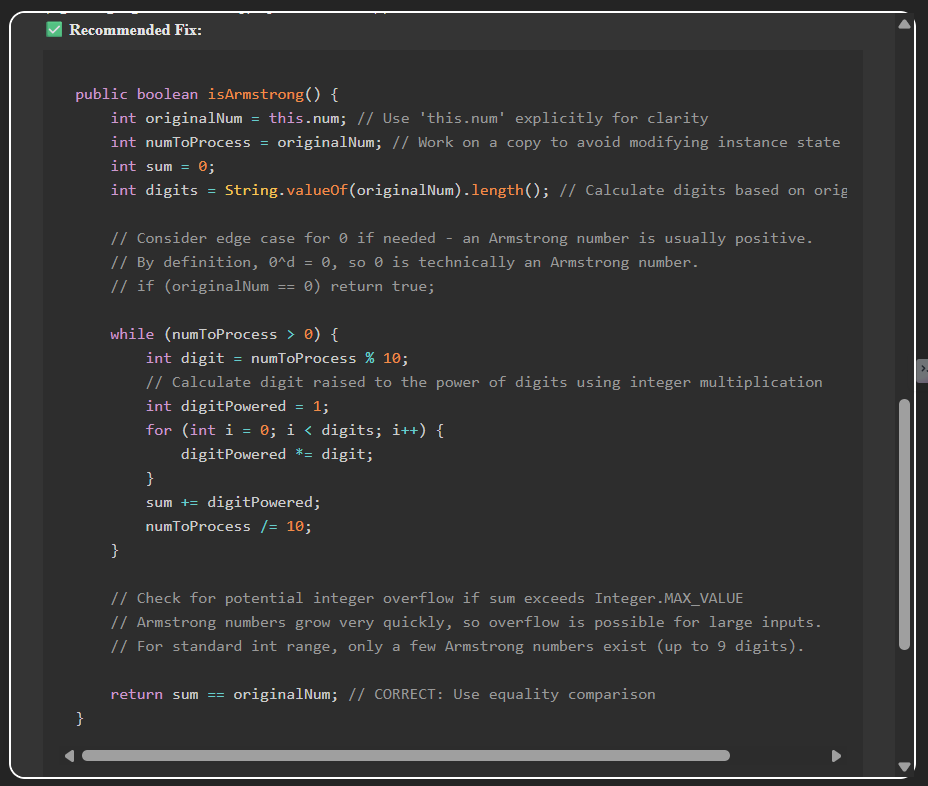 ✅ Recommended Fix:
public boolean isArmstrong() {
    int originalNum = this.num; // Use 'this.num' explicitly for clarity
    int numToProcess = originalNum; // Work on a copy to avoid modifying instance state
    int sum = 0;
    int digits = String.valueOf(originalNum).length(); // Calculate digits based on orig

    // Consider edge case for 0 if needed - an Armstrong number is usually positive.
    // By definition, 0^d = 0, so 0 is technically an Armstrong number.
    // if (originalNum == 0) return true;

    while (numToProcess > 0) {
        int digit = numToProcess % 10;
        // Calculate digit raised to the power of digits using integer multiplication
        int digitPowered = 1;
        for (int i = 0; i < digits; i++) {
            digitPowered *= digit;
        }
        sum += digitPowered;
        numToProcess /= 10;
    }

    // Check for potential integer overflow if sum exceeds Integer.MAX_VALUE
    // Armstrong numbers grow very quickly, so overflow is possible for large inputs.
    // For standard int range, only a few Armstrong numbers exist (up to 9 digits).

    return sum == originalNum; // CORRECT: Use equality comparison
}